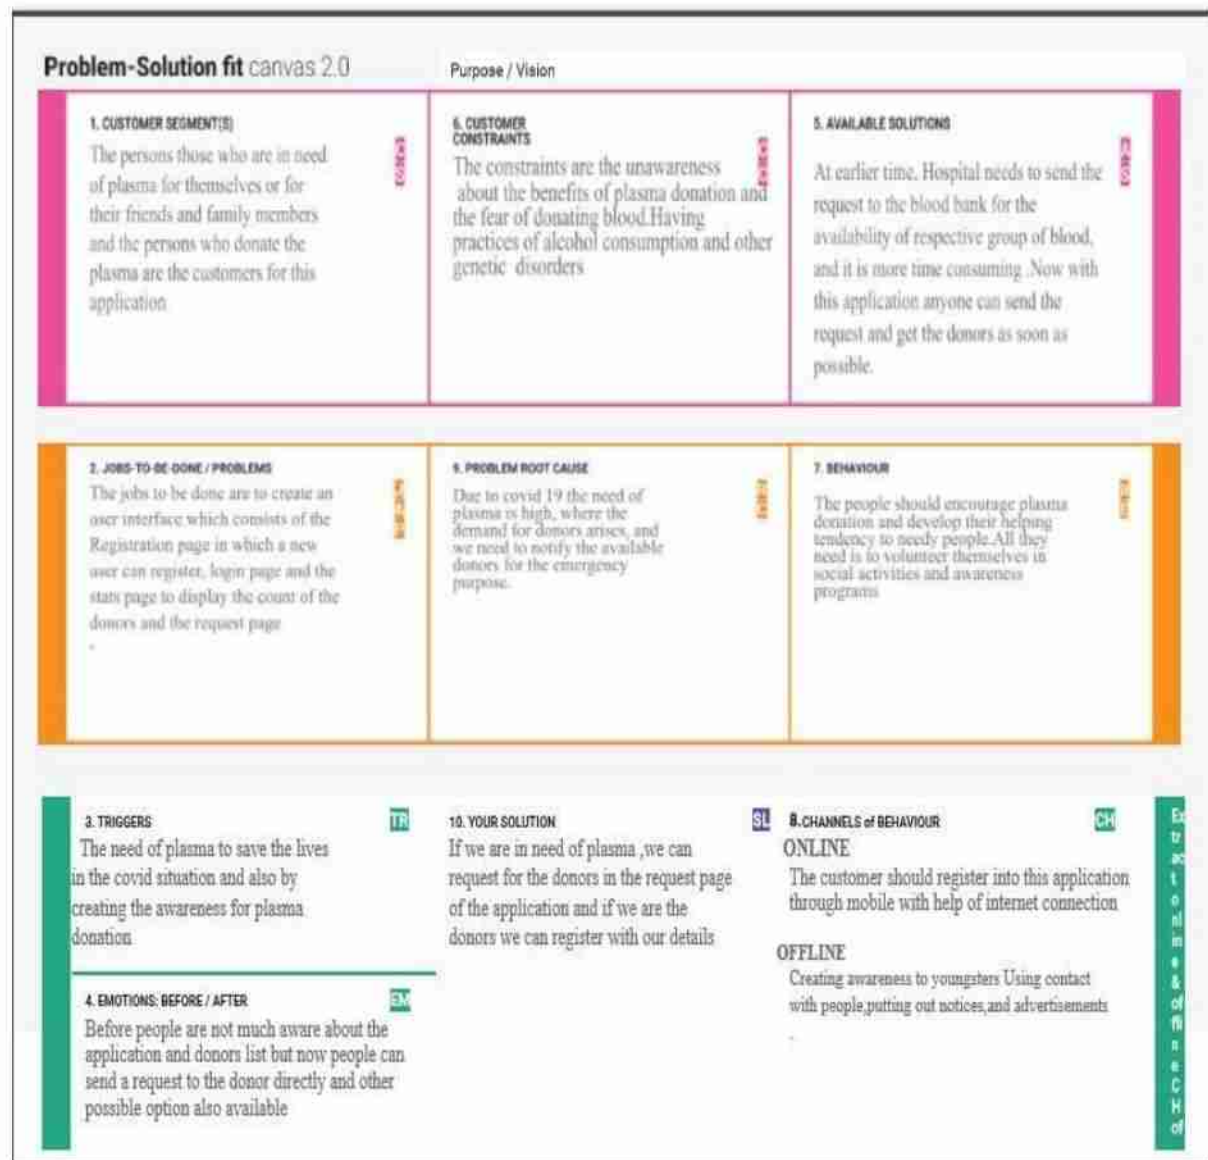 Problem-Solution fit canvas 2.0
Purpose / Vision
1. CUSTOMER SEGMENT(S)
The persons those who are in need
of plasma for themselves or for
their friends and family members
and the persons who donate the
plasma are the customers for this
application
6. CUSTOMER
CONSTRAINTS
The constraints are the unawareness
about the benefits of plasma donation and
the fear of donating blood.Having
practices of alcohol consumption and other
genetic disorders
5. AVAILABLE SOLUTIONS
At earlier time, Hospital needs to send the
request to the blood bank for the
availability of respective group of blood,
and it is more time consuming .Now with
this application anyone can send the
request and get the donors as soon as
possible.
2. JOBS-TO-BE-DONE / PROBLEMS
The jobs to be done are to create an
user interface which consists of the
Registration page in which a new
user can register, login page and the
stats page to display the count of the
donors and the request page
.
9. PROBLEM ROOT CAUSE
Due to covid 19 the need of
plasma is high, where the
demand for donors arises, and
we need to notify the available
donors for the emergency
purpose.
7. BEHAVIOUR
The people should encourage plasma
donation and develop their helping
tendency to needy people.All they
need is to volunteer themselves in
social activities and awareness
programs
3. TRIGGERS
TR
The need of plasma to save the lives
in the covid situation and also by
creating the awareness for plasma
donation
4. EMOTIONS: BEFORE / AFTER
EM
Before people are not much aware about the
application and donors list but now people can
send a request to the donor directly and other
possible option also available
10. YOUR SOLUTION
SL
If we are in need of plasma ,we can
request for the donors in the request page
of the application and if we are the
donors we can register with our details
8.CHANNELS of BEHAVIOUR
CH
ONLINE
The customer should register into this application
through mobile with help of internet connection
OFFLINE
Creating awareness to youngsters Using contact
with people,putting out notices,and advertisements
.
Ex
tr
ac
t
o
nl
in
e
&
of
fli
n
e
C
H
of